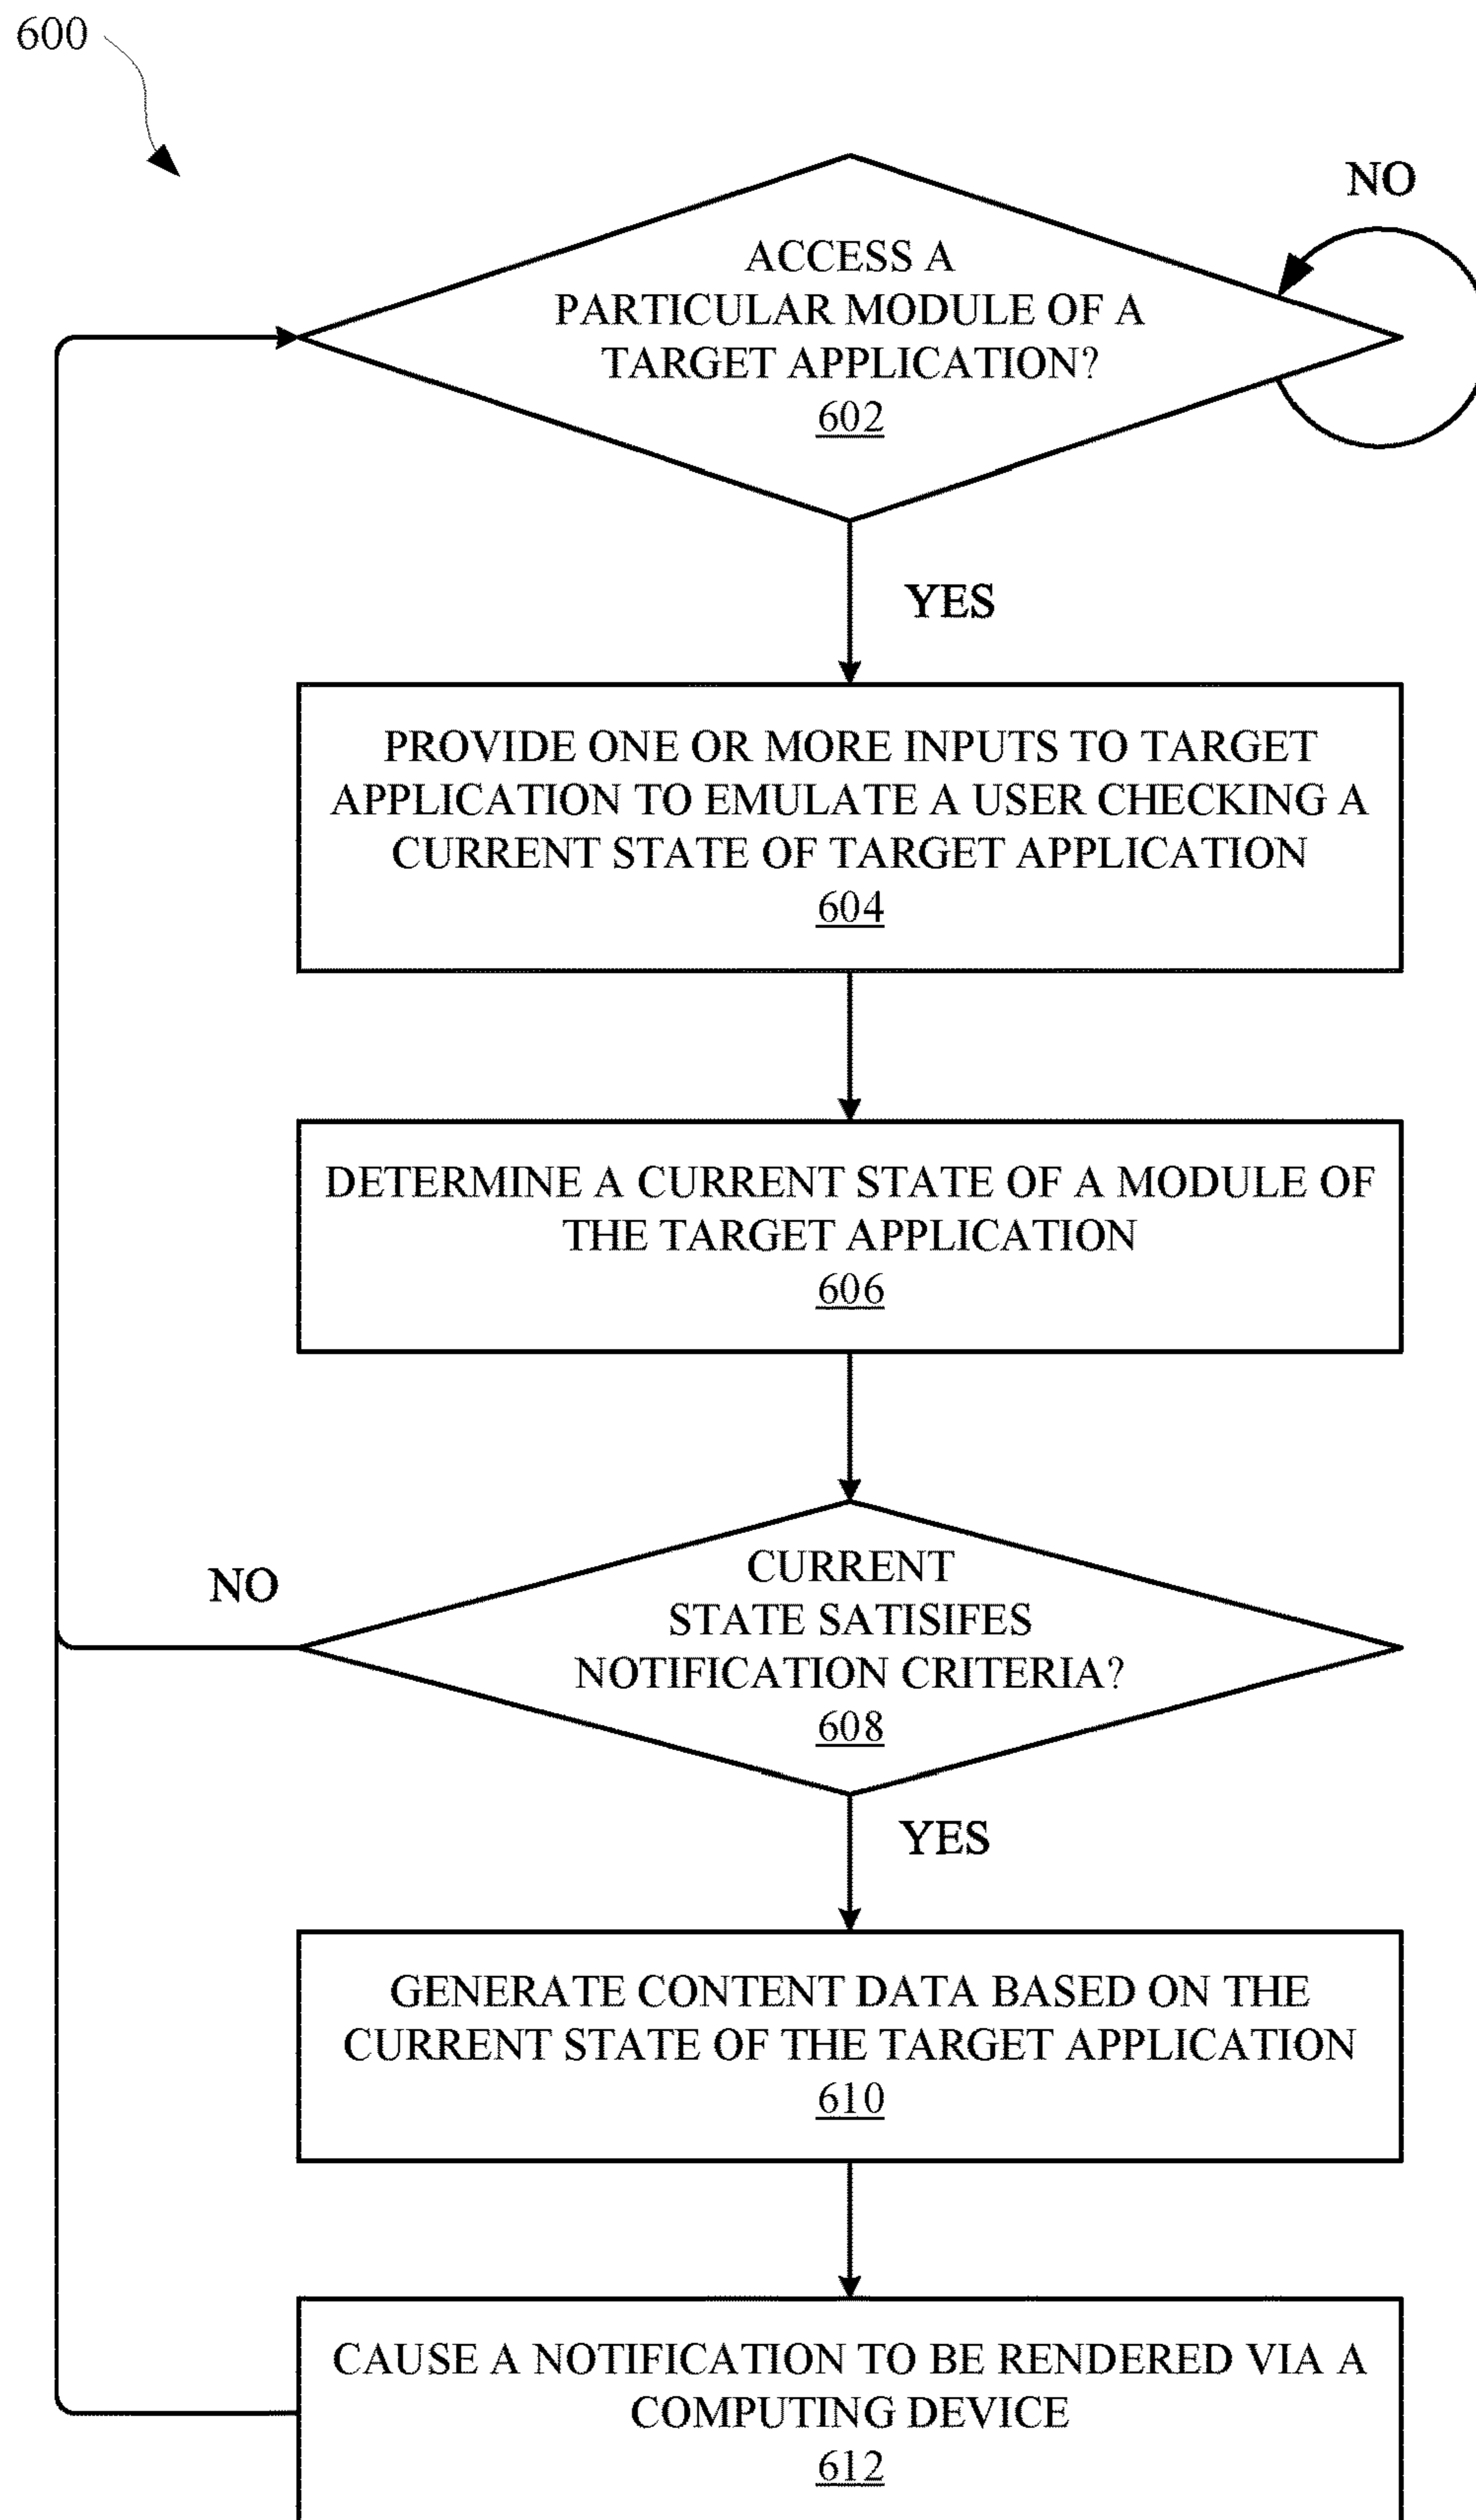 600
NO
ACCESS A
PARTICULAR MODULE OF A
TARGET APPLICATION?
602
YES
PROVIDE ONE OR MORE INPUTS TO TARGET
APPLICATION TO EMULATE A USER CHECKING A
CURRENT STATE OF TARGET APPLICATION
604
DETERMINE A CURRENT STATE OF A MODULE OF
THE TARGET APPLICATION
606
NO
CURRENT
STATE SATISIFES
NOTIFICATION CRITERIA?
608
YES
GENERATE CONTENT DATA BASED ON THE
CURRENT STATE OF THE TARGET APPLICATION
610
CAUSE A NOTIFICATION TO BE RENDERED VIA A
COMPUTING DEVICE
612